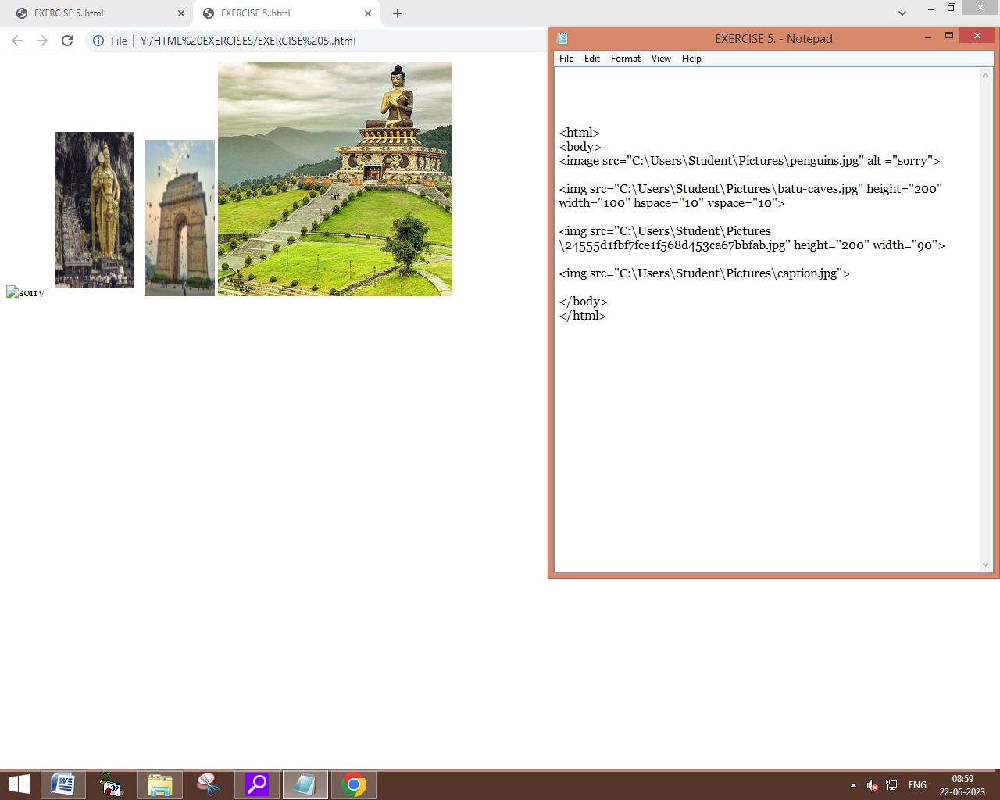 EXERCISE 5..html
EXERCISE 5..html
File
Y:/HTML%20EXERCISES/EXERCISE%205..html
sorry
EXERCISE 5. - Notepad
File Edit Format View Help
<html>
<body>
<image src="C:\Users\Student\Pictures\penguins.jpg" alt ="sorry">
<img src="C:\Users\Student\Pictures\batu-caves.jpg" height="200"
width="100" hspace="10" vspace="10">
<img src="C:\Users\Student\Pictures
\24555d1fbf7fce1f568d453ca67bbfab.jpg" height="200" width="90">
<img src="C:\Users\Student\Pictures\caption.jpg">
</body>
</html>
32
ENG
08:59
22-06-2023